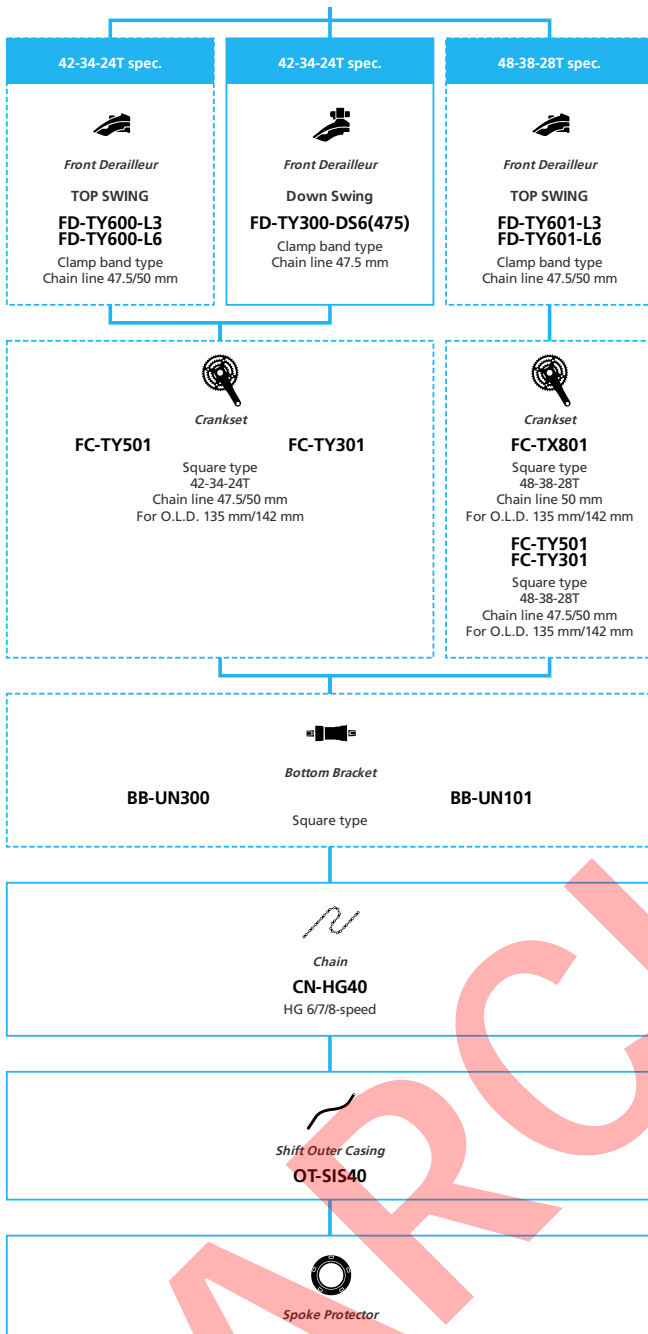 42-34-24T spec.
Front Derailleur
TOP SWING
FD-TY600-L3
FD-TY600-L6
Clamp band type
Chain line 47.5/50 mm
42-34-24T spec.
Front Derailleur
Down Swing
FD-TY300-DS6(475)
Clamp band type
Chain line 47.5 mm
48-38-28T spec.
Front Derailleur
TOP SWING
FD-TY601-L3
FD-TY601-L6
Clamp band type
Chain line 47.5/50 mm
Crankset
FC-TY501 FC-TY301
Square type
42-34-24T
Chain line 47.5/50 mm
For O.L.D. 135 mm/142 mm
Crankset
FC-TX801
Square type
48-38-28T
Chain line 50 mm
For O.L.D. 135 mm/142 mm
FC-TY501
FC-TY301
Square type
48-38-28T
Chain line 47.5/50 mm
For O.L.D. 135 mm/142 mm
Bottom Bracket
BB-UN300 BB-UN101
Square type
Chain
CN-HG40
HG 6/7/8-speed
Shift Outer Casing
OT-SIS40
Spoke Protector